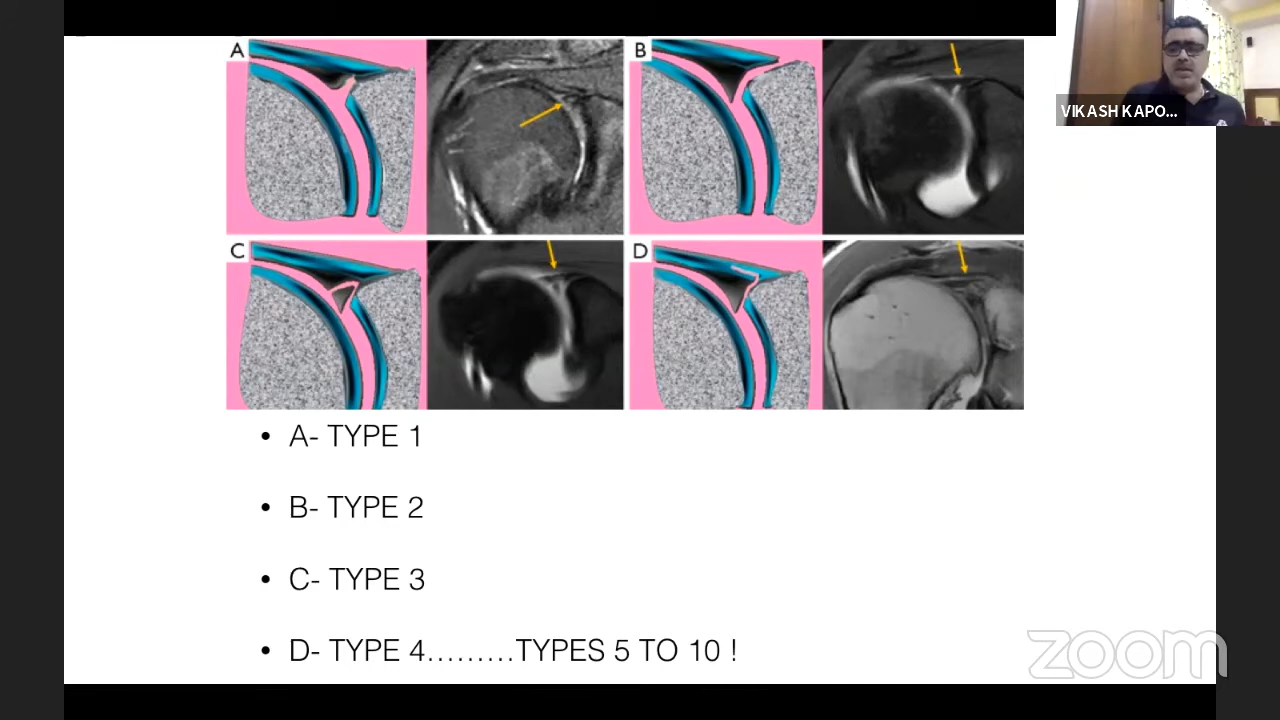 A
B
VIKASH KAPO...
C
D
• A- TYPE 1
• B- TYPE 2
• C- TYPE 3
• D- TYPE 4.........TYPES 5 TO 10 !
zoom